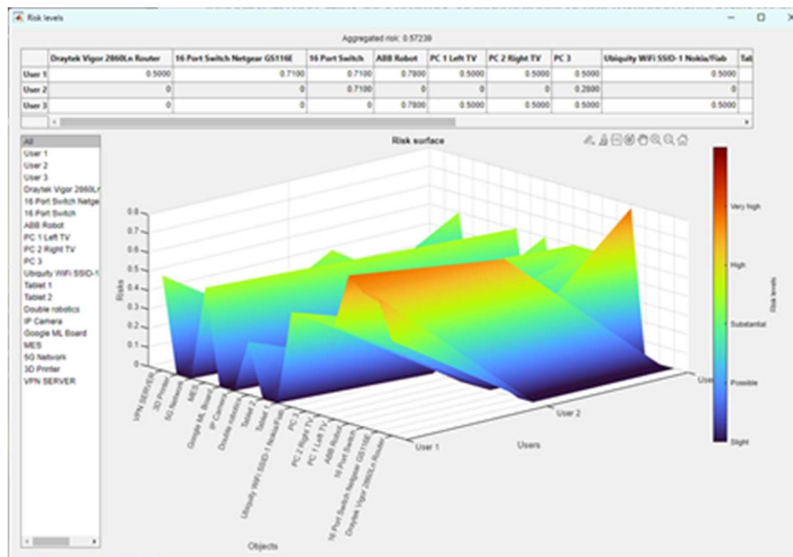 Risk levels
Aggregated risk: 0.57239
Draytek Vigor 2860Ln Router 16 Port Switch Netgear GS116E 16 Port Switch ABB Robot PC 1 Left TV PC 2 Right TV PC 3 Ubiquity WiFi SSID-1 Nokia/Fiab Tab
User 1 0.5000 0.7100 0.7100 0.7800 0.5000 0.5000 0.5000 0.5000
User 2 0 0 0.7100 0 0 0 0.2800 0
User 3 0 0 0 0.7800 0.5000 0.5000 0.5000 0.5000
All
User 1
User 2
User 3
Draytek Vigor 2860Ln
16 Port Switch Netge
16 Port Switch
ABB Robot
PC 1 Left TV
PC 2 Right TV
PC 3
Ubiquity WiFi SSID-1
Tablet 1
Tablet 2
Double robotics
IP Camera
Google ML Board
MES
5G Network
3D Printer
VPN SERVER
Risk surface
0.8
0.7
0.6
0.5
0.4
0.3
0.2
0.1
0
Risks
VPN SERVER
3D Printer
5G Network
MES
Google ML Board
IP Camera
Double robotics
Tablet 2
Tablet 1
Ubiquity WiFi SSID-1 Nokia/Fiab
PC 3
PC 2 Right TV
PC 1 Left TV
ABB Robot
16 Port Switch
16 Port Switch Netgear GS116E
Draytek Vigor 2860Ln Router
Objects
User 1
User 2
Use
Users
Very high
High
Substantial
Possible
Slight
Risk levels